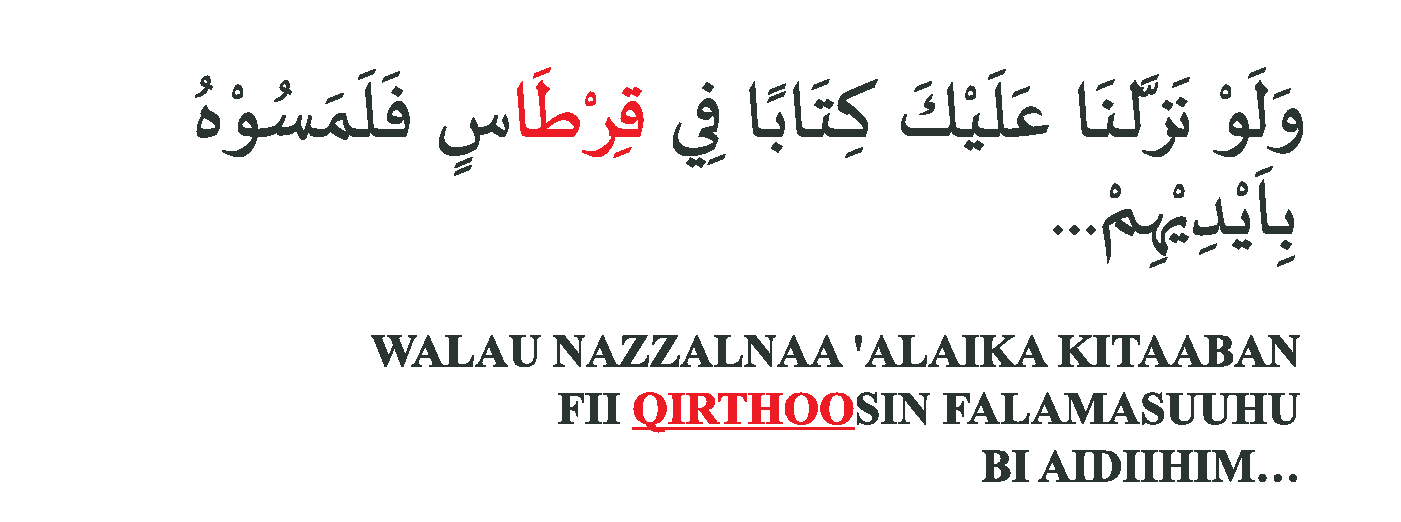 وَلَوْ نَزَّلْنَا عَلَيْكَ كِتَابًا فِي قِرْطَاسٍ فَلَمَسُوْهُ
بِاَيْدِيْهِمْ...
WALAU NAZZALNAA 'ALAIKA KITAABAN
FII QIRTHOOSIN FALAMASUUHU
BI AIDIIHIM...